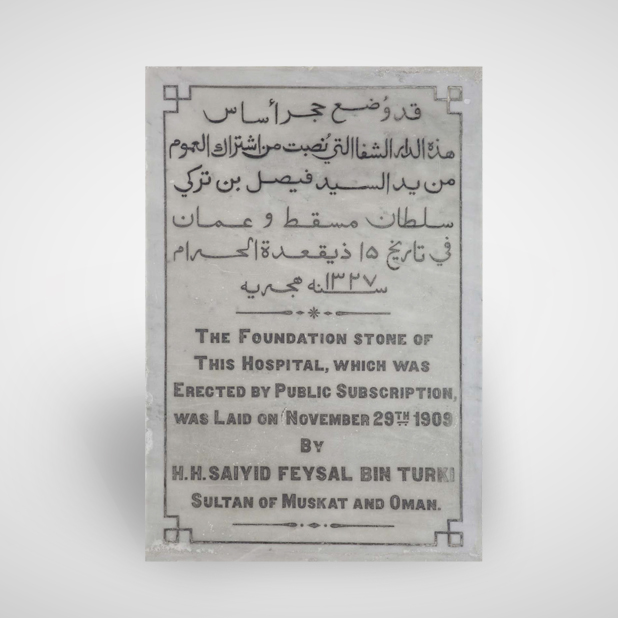 قد وُضع حجر أساس
هذه الدار الشفا التي نُصبت من اشتراك العموم
من يد السيد فيصل بن تركي
سلطان مسقط و عمان
في تاريخ ١٥ ذيقعدة الحرام
سنه ١٣٢٧ هجريه
THE FOUNDATION STONE OF
THIS HOSPITAL, WHICH WAS
ERECTED BY PUBLIC SUBSCRIPTION,
WAS LAID ON NOVEMBER 29TH 1909
BY
H.H. SAIYID FEYSAL BIN TURKI
SULTAN OF MUSKAT AND OMAN.